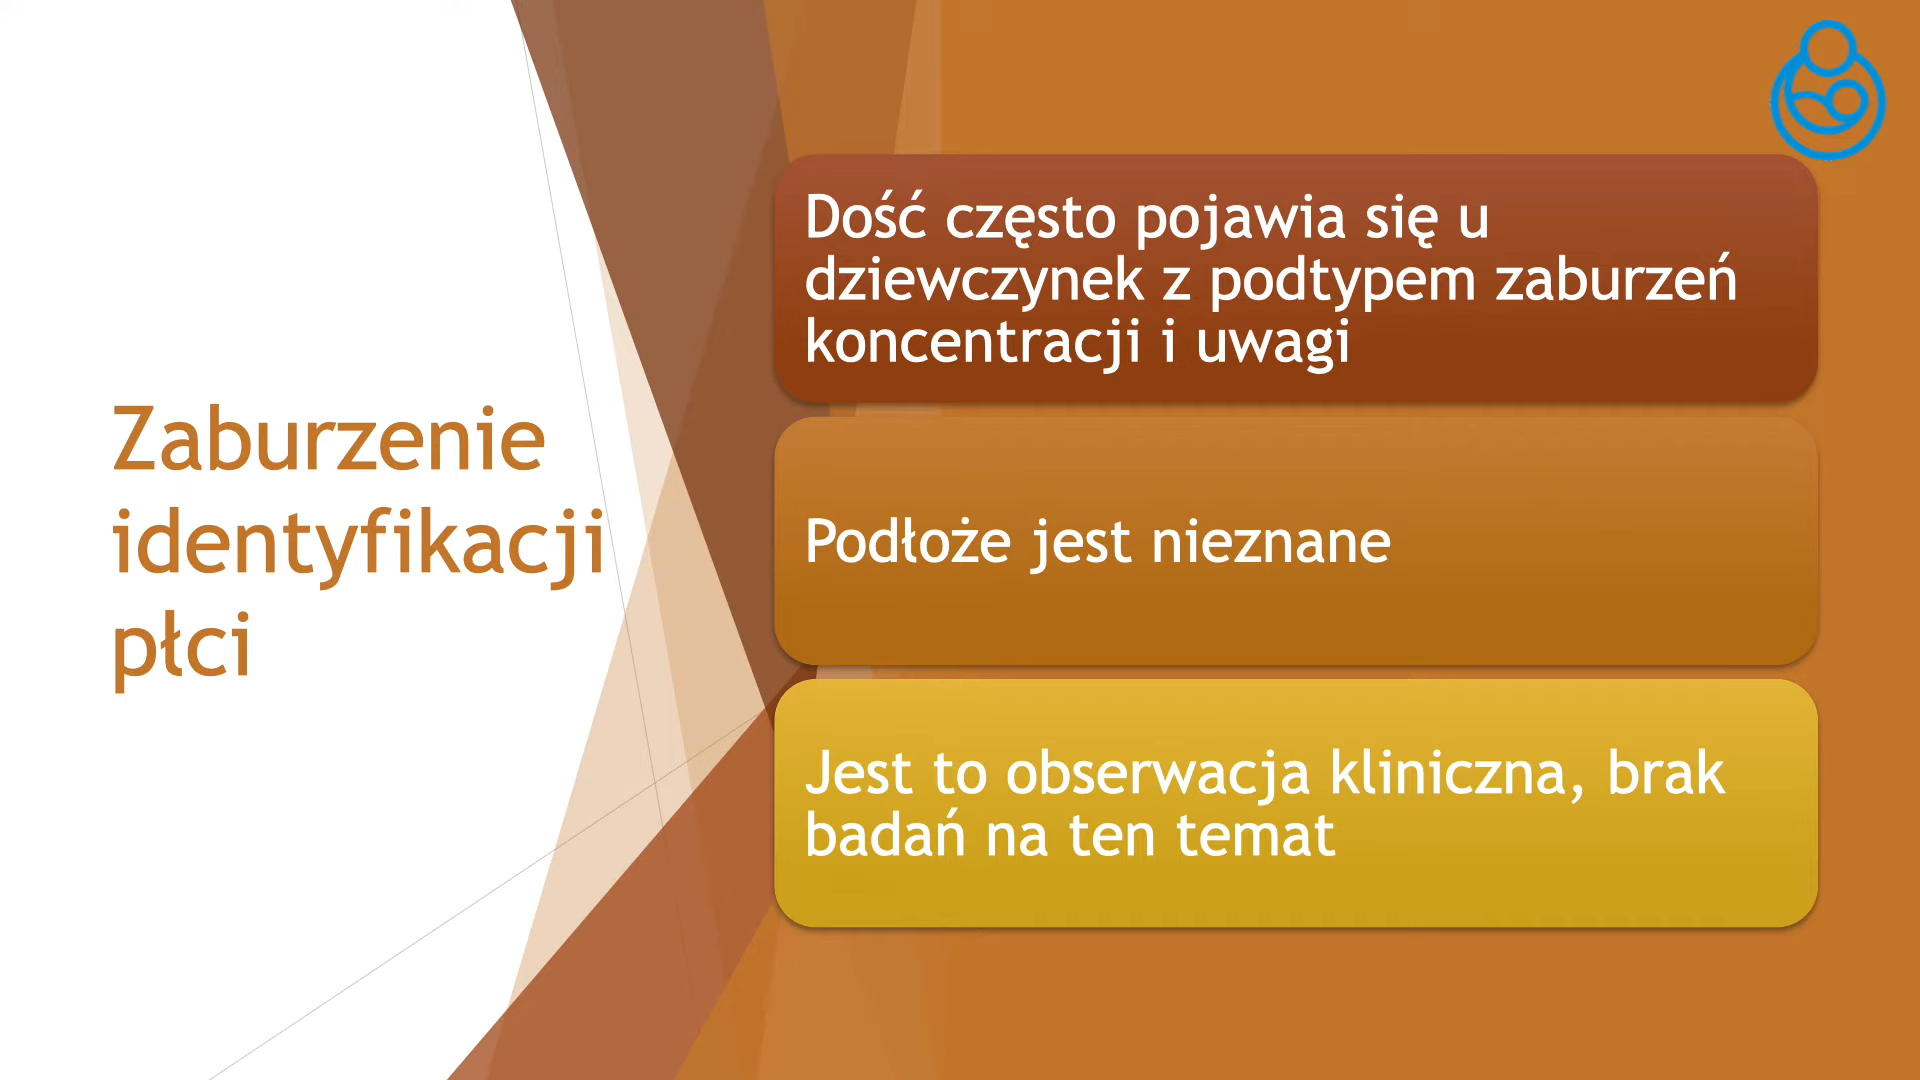 Zaburzenie
identyfikacji
płci
Dość często pojawia się u
dziewczynek z podtypem zaburzeń
koncentracji i uwagi
Podłoże jest nieznane
Jest to obserwacja kliniczna, brak
badań na ten temat